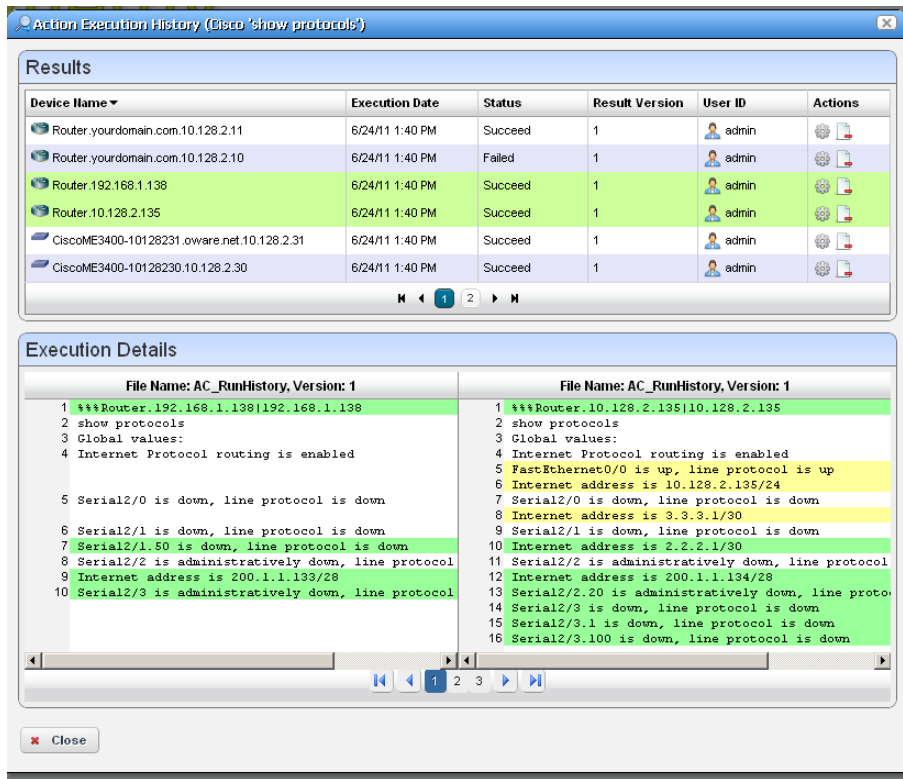 Action Execution History (Cisco 'show protocols')
Results
Device Name Execution Date Status Result Version User ID Actions
Router.yourdomain.com.10.128.2.11 6/24/11 1:40 PM Succeed 1 admin
Router.yourdomain.com.10.128.2.10 6/24/11 1:40 PM Failed 1 admin
Router.192.168.1.138 6/24/11 1:40 PM Succeed 1 admin
Router.10.128.2.135 6/24/11 1:40 PM Succeed 1 admin
CiscoME3400-10128231.oware.net.10.128.2.31 6/24/11 1:40 PM Succeed 1 admin
CiscoME3400-10128230.10.128.2.30 6/24/11 1:40 PM Succeed 1 admin
1 2
Execution Details
File Name: AC_RunHistory, Version: 1
1 %%%Router.192.168.1.138|192.168.1.138
2 show protocols
3 Global values:
4 Internet Protocol routing is enabled
5 Serial2/0 is down, line protocol is down
6 Serial2/1 is down, line protocol is down
7 Serial2/1.50 is down, line protocol is down
8 Serial2/2 is administratively down, line protocol
9 Internet address is 200.1.1.133/28
10 Serial2/3 is administratively down, line protocol
File Name: AC_RunHistory, Version: 1
1 %%%Router.10.128.2.135|10.128.2.135
2 show protocols
3 Global values:
4 Internet Protocol routing is enabled
5 FastEthernet0/0 is up, line protocol is up
6 Internet address is 10.128.2.135/24
7 Serial2/0 is down, line protocol is down
8 Internet address is 3.3.3.1/30
9 Serial2/1 is down, line protocol is down
10 Internet address is 2.2.2.1/30
11 Serial2/2 is administratively down, line protocol
12 Internet address is 200.1.1.134/28
13 Serial2/2.20 is administratively down, line proto
14 Serial2/3 is down, line protocol is down
15 Serial2/3.1 is down, line protocol is down
16 Serial2/3.100 is down, line protocol is down
1 2 3
Close